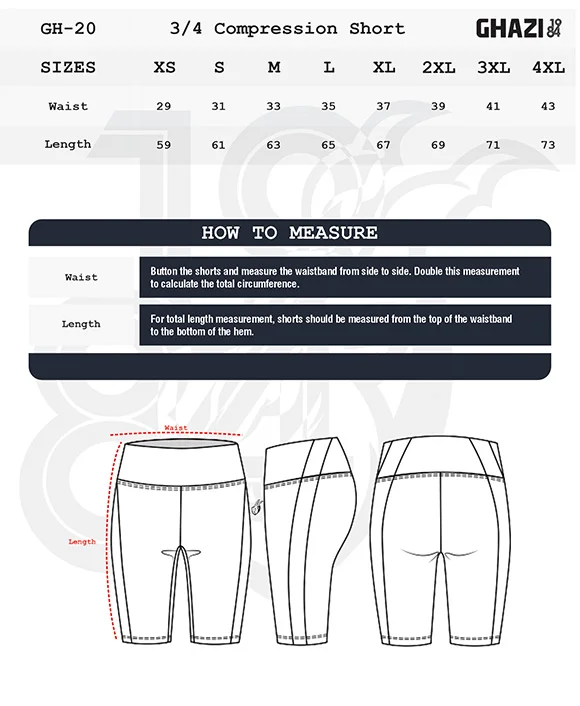 GH-20 3/4 Compression Short GHAZI 1984
SIZES XS S M L XL 2XL 3XL 4XL
Waist 29 31 33 35 37 39 41 43
Length 59 61 63 65 67 69 71 73
HOW TO MEASURE
Waist
Button the shorts and measure the waistband from side to side. Double this measurement
to calculate the total circumference.
Length
For total length measurement, shorts should be measured from the top of the waistband
to the bottom of the hem.
Waist
Length